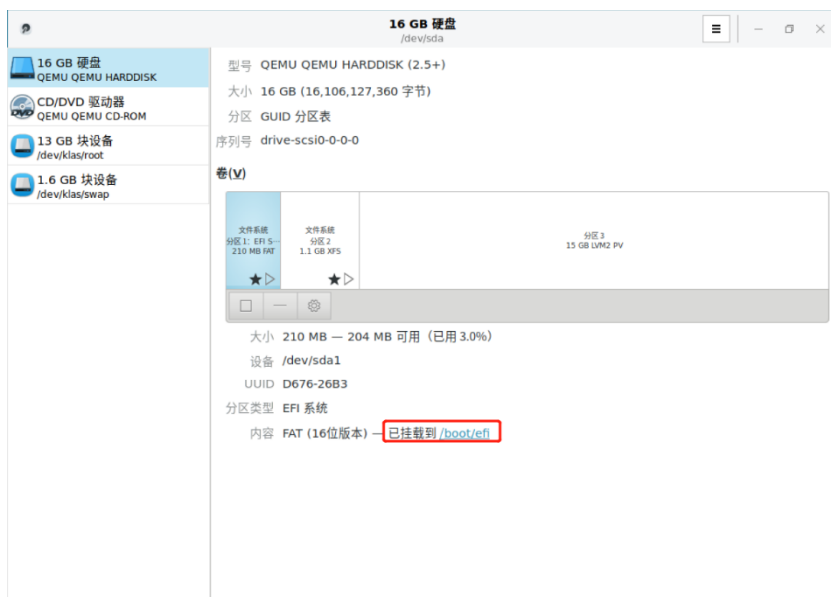 16 GB 硬盘
/dev/sda
16 GB 硬盘
QEMU QEMU HARDDISK
CD/DVD 驱动器
QEMU QEMU CD-ROM
13 GB 块设备
/dev/klas/root
1.6 GB 块设备
/dev/klas/swap
型号 QEMU QEMU HARDDISK (2.5+)
大小 16 GB (16,106,127,360 字节)
分区 GUID 分区表
序列号 drive-scsi0-0-0-0
卷(V)
文件系统
分区 1: EFI S…
210 MB FAT
文件系统
分区 2
1.1 GB XFS
分区 3
15 GB LVM2 PV
大小 210 MB — 204 MB 可用（已用 3.0%）
设备 /dev/sda1
UUID D676-26B3
分区类型 EFI 系统
内容 FAT (16位版本) — 已挂载到 /boot/efi